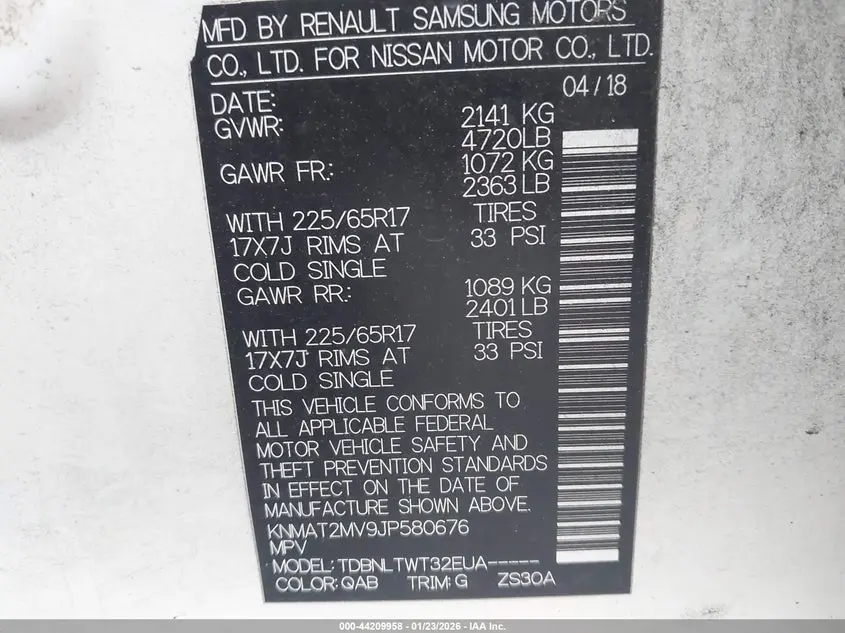 MFD BY RENAULT SAMSUNG MOTORS
CO., LTD. FOR NISSAN MOTOR CO., LTD.
DATE: 04/18
GVWR: 2141 KG
4720LB
GAWR FR.: 1072 KG
2363 LB
WITH 225/65R17 TIRES
17X7J RIMS AT 33 PSI
COLD SINGLE
GAWR RR.: 1089 KG
2401 LB
WITH 225/65R17 TIRES
17X7J RIMS AT 33 PSI
COLD SINGLE
THIS VEHICLE CONFORMS TO
ALL APPLICABLE FEDERAL
MOTOR VEHICLE SAFETY AND
THEFT PREVENTION STANDARDS
IN EFFECT ON THE DATE OF
MANUFACTURE SHOWN ABOVE.
KNMAT2MV9JP580676
MPV
MODEL: TDBNLTWT32EUA-----
COLOR: QAB TRIM: G ZS30A
000-44209958 - 01/23/2026 - IAA Inc.